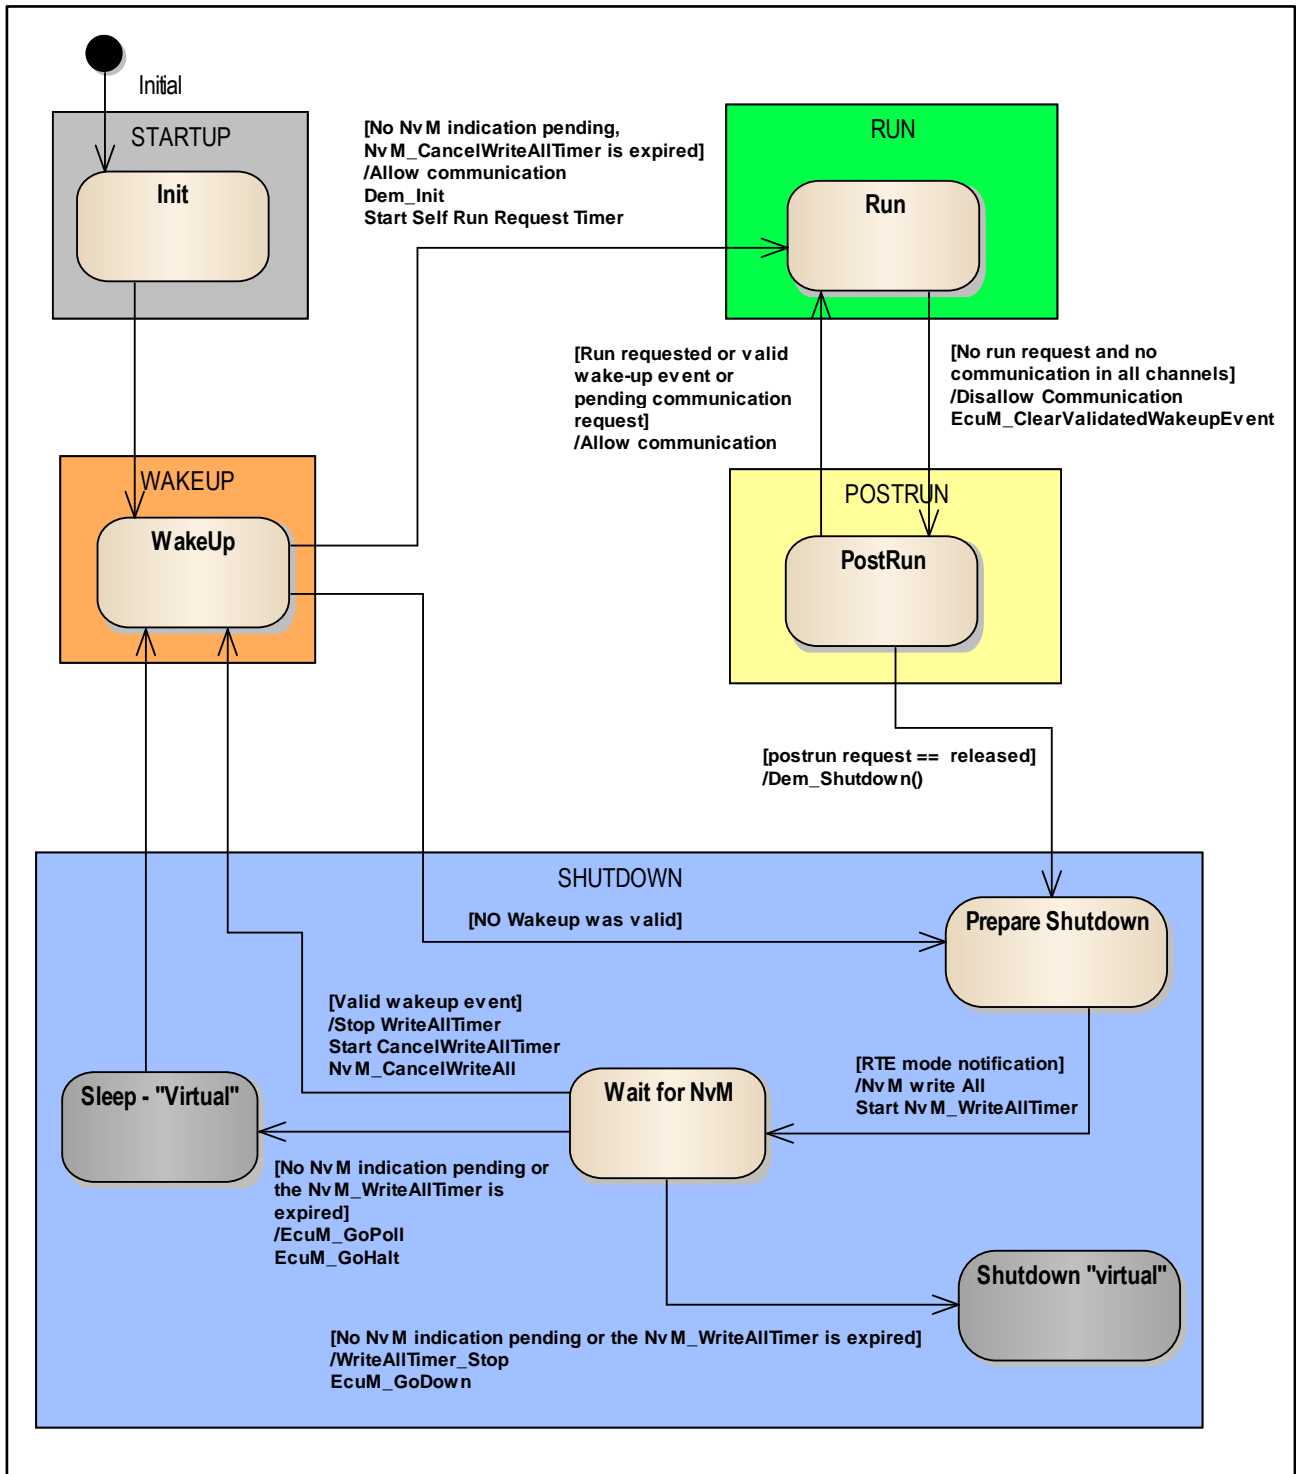 Initial
STARTUP
Init
[No NvM indication pending,
NvM_CancelWriteAllTimer is expired]
/Allow communication
Dem_Init
Start Self Run Request Timer
RUN
Run
[Run requested or valid
wake-up event or
pending communication
request]
/Allow communication
[No run request and no
communication in all channels]
/Disallow Communication
EcuM_ClearValidatedWakeupEvent
WAKEUP
WakeUp
POSTRUN
PostRun
[postrun request == released]
/Dem_Shutdown()
SHUTDOWN
[NO Wakeup was valid]
Prepare Shutdown
[Valid wakeup event]
/Stop WriteAllTimer
Start CancelWriteAllTimer
NvM_CancelWriteAll
[RTE mode notification]
/NvM write All
Start NvM_WriteAllTimer
Sleep - "Virtual"
Wait for NvM
[No NvM indication pending or
the NvM_WriteAllTimer is
expired]
/EcuM_GoPoll
EcuM_GoHalt
Shutdown "virtual"
[No NvM indication pending or the NvM_WriteAllTimer is expired]
/WriteAllTimer_Stop
EcuM_GoDown